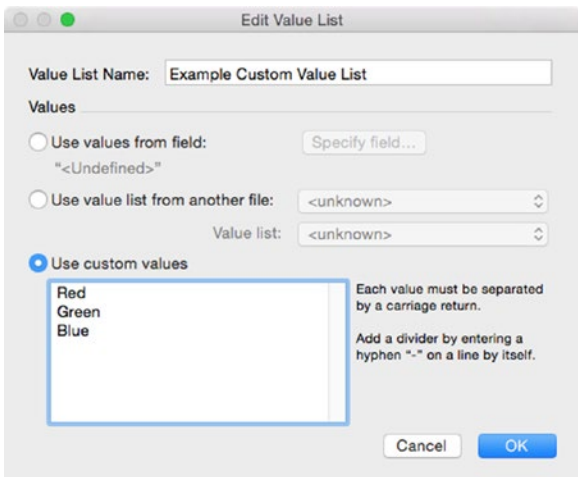 Edit Value List
Value List Name: Example Custom Value List
Values
Use values from field: Specify field...
"<Undefined>"
Use value list from another file: <unknown>
Value list: <unknown>
Use custom values
Red
Green
Blue
Each value must be separated
by a carriage return.
Add a divider by entering a
hyphen "-" on a line by itself.
Cancel OK